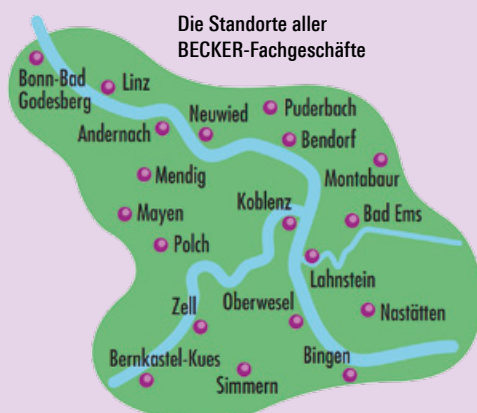 Die Standorte aller
BECKER-Fachgeschäfte
Bonn-Bad
Godesberg
Linz
Andernach
Neuwied
Puderbach
Bendorf
Montabaur
Mendig
Mayen
Polch
Koblenz
Bad Ems
Lahnstein
Zell
Oberwesel
Nastätten
Bernkastel-Kues
Simmern
Bingen